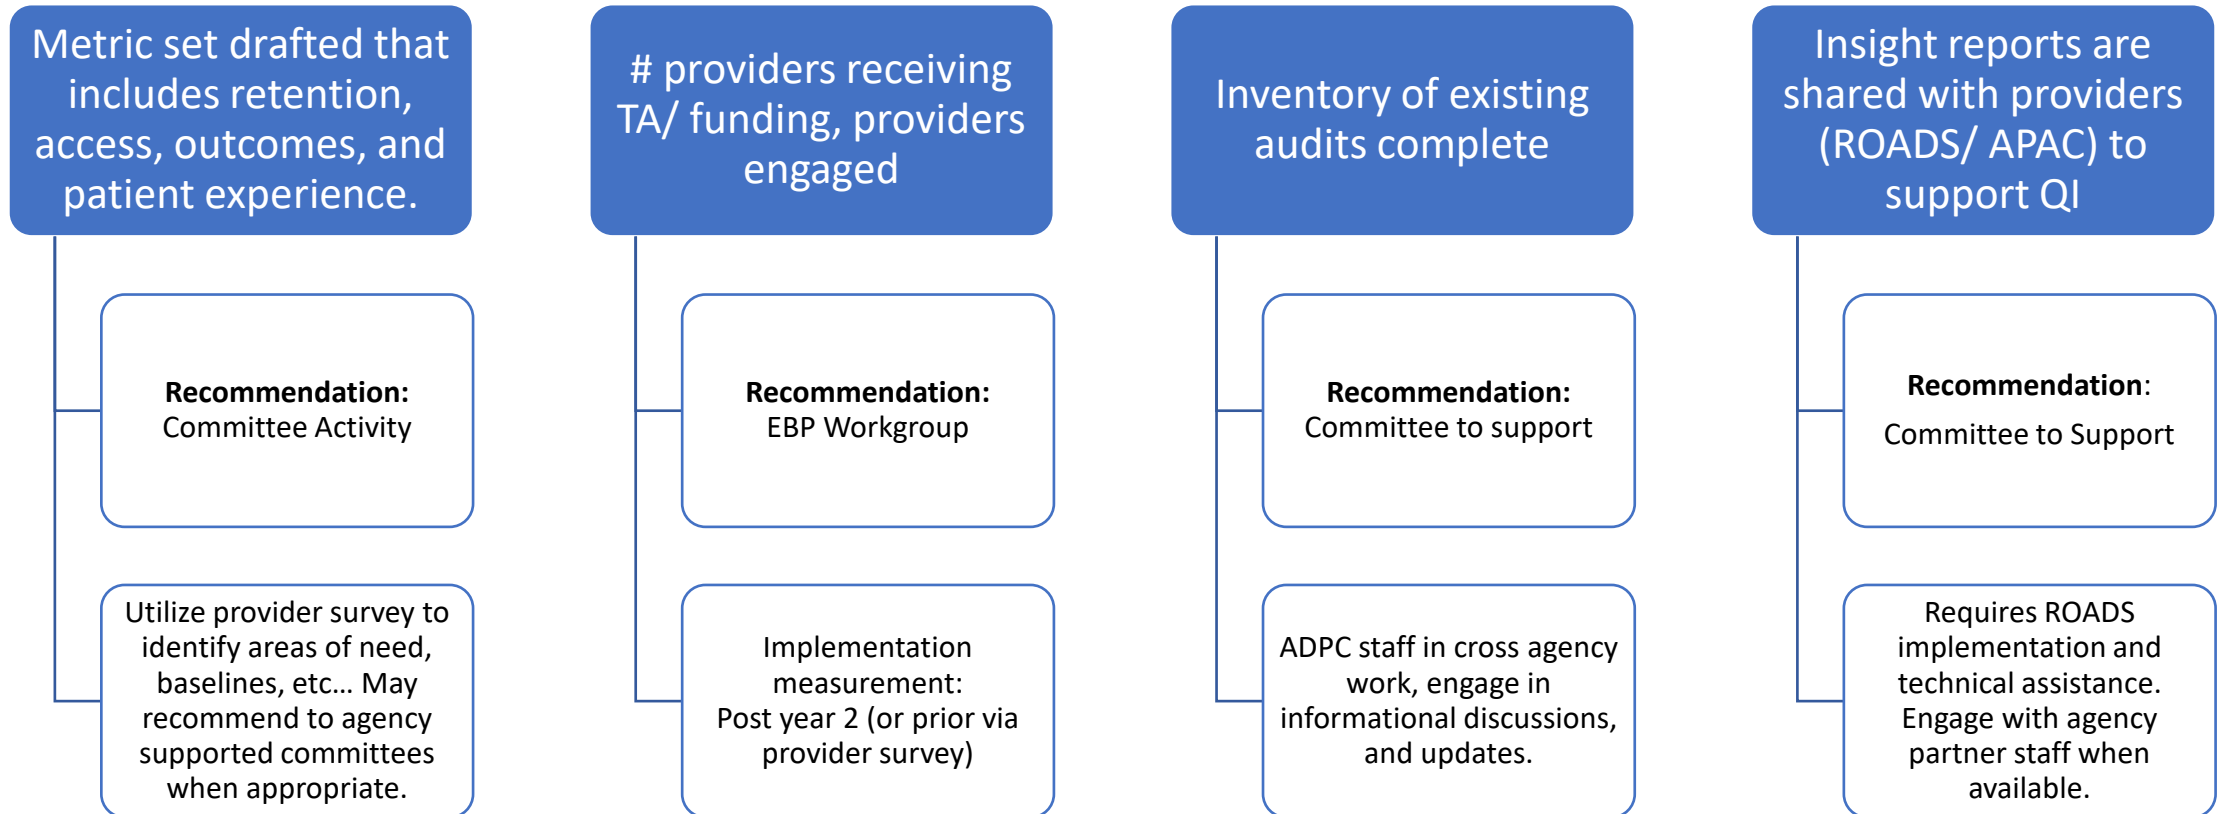 Metric set drafted that
includes retention,
access, outcomes, and
patient experience.
Recommendation:
Committee Activity
Utilize provider survey to
identify areas of need,
baselines, etc… May
recommend to agency
supported committees
when appropriate.
# providers receiving
TA/ funding, providers
engaged
Recommendation:
EBP Workgroup
Implementation
measurement:
Post year 2 (or prior via
provider survey)
Inventory of existing
audits complete
Recommendation:
Committee to support
ADPC staff in cross agency
work, engage in
informational discussions,
and updates.
Insight reports are
shared with providers
(ROADS/ APAC) to
support QI
Recommendation:
Committee to Support
Requires ROADS
implementation and
technical assistance.
Engage with agency
partner staff when
available.